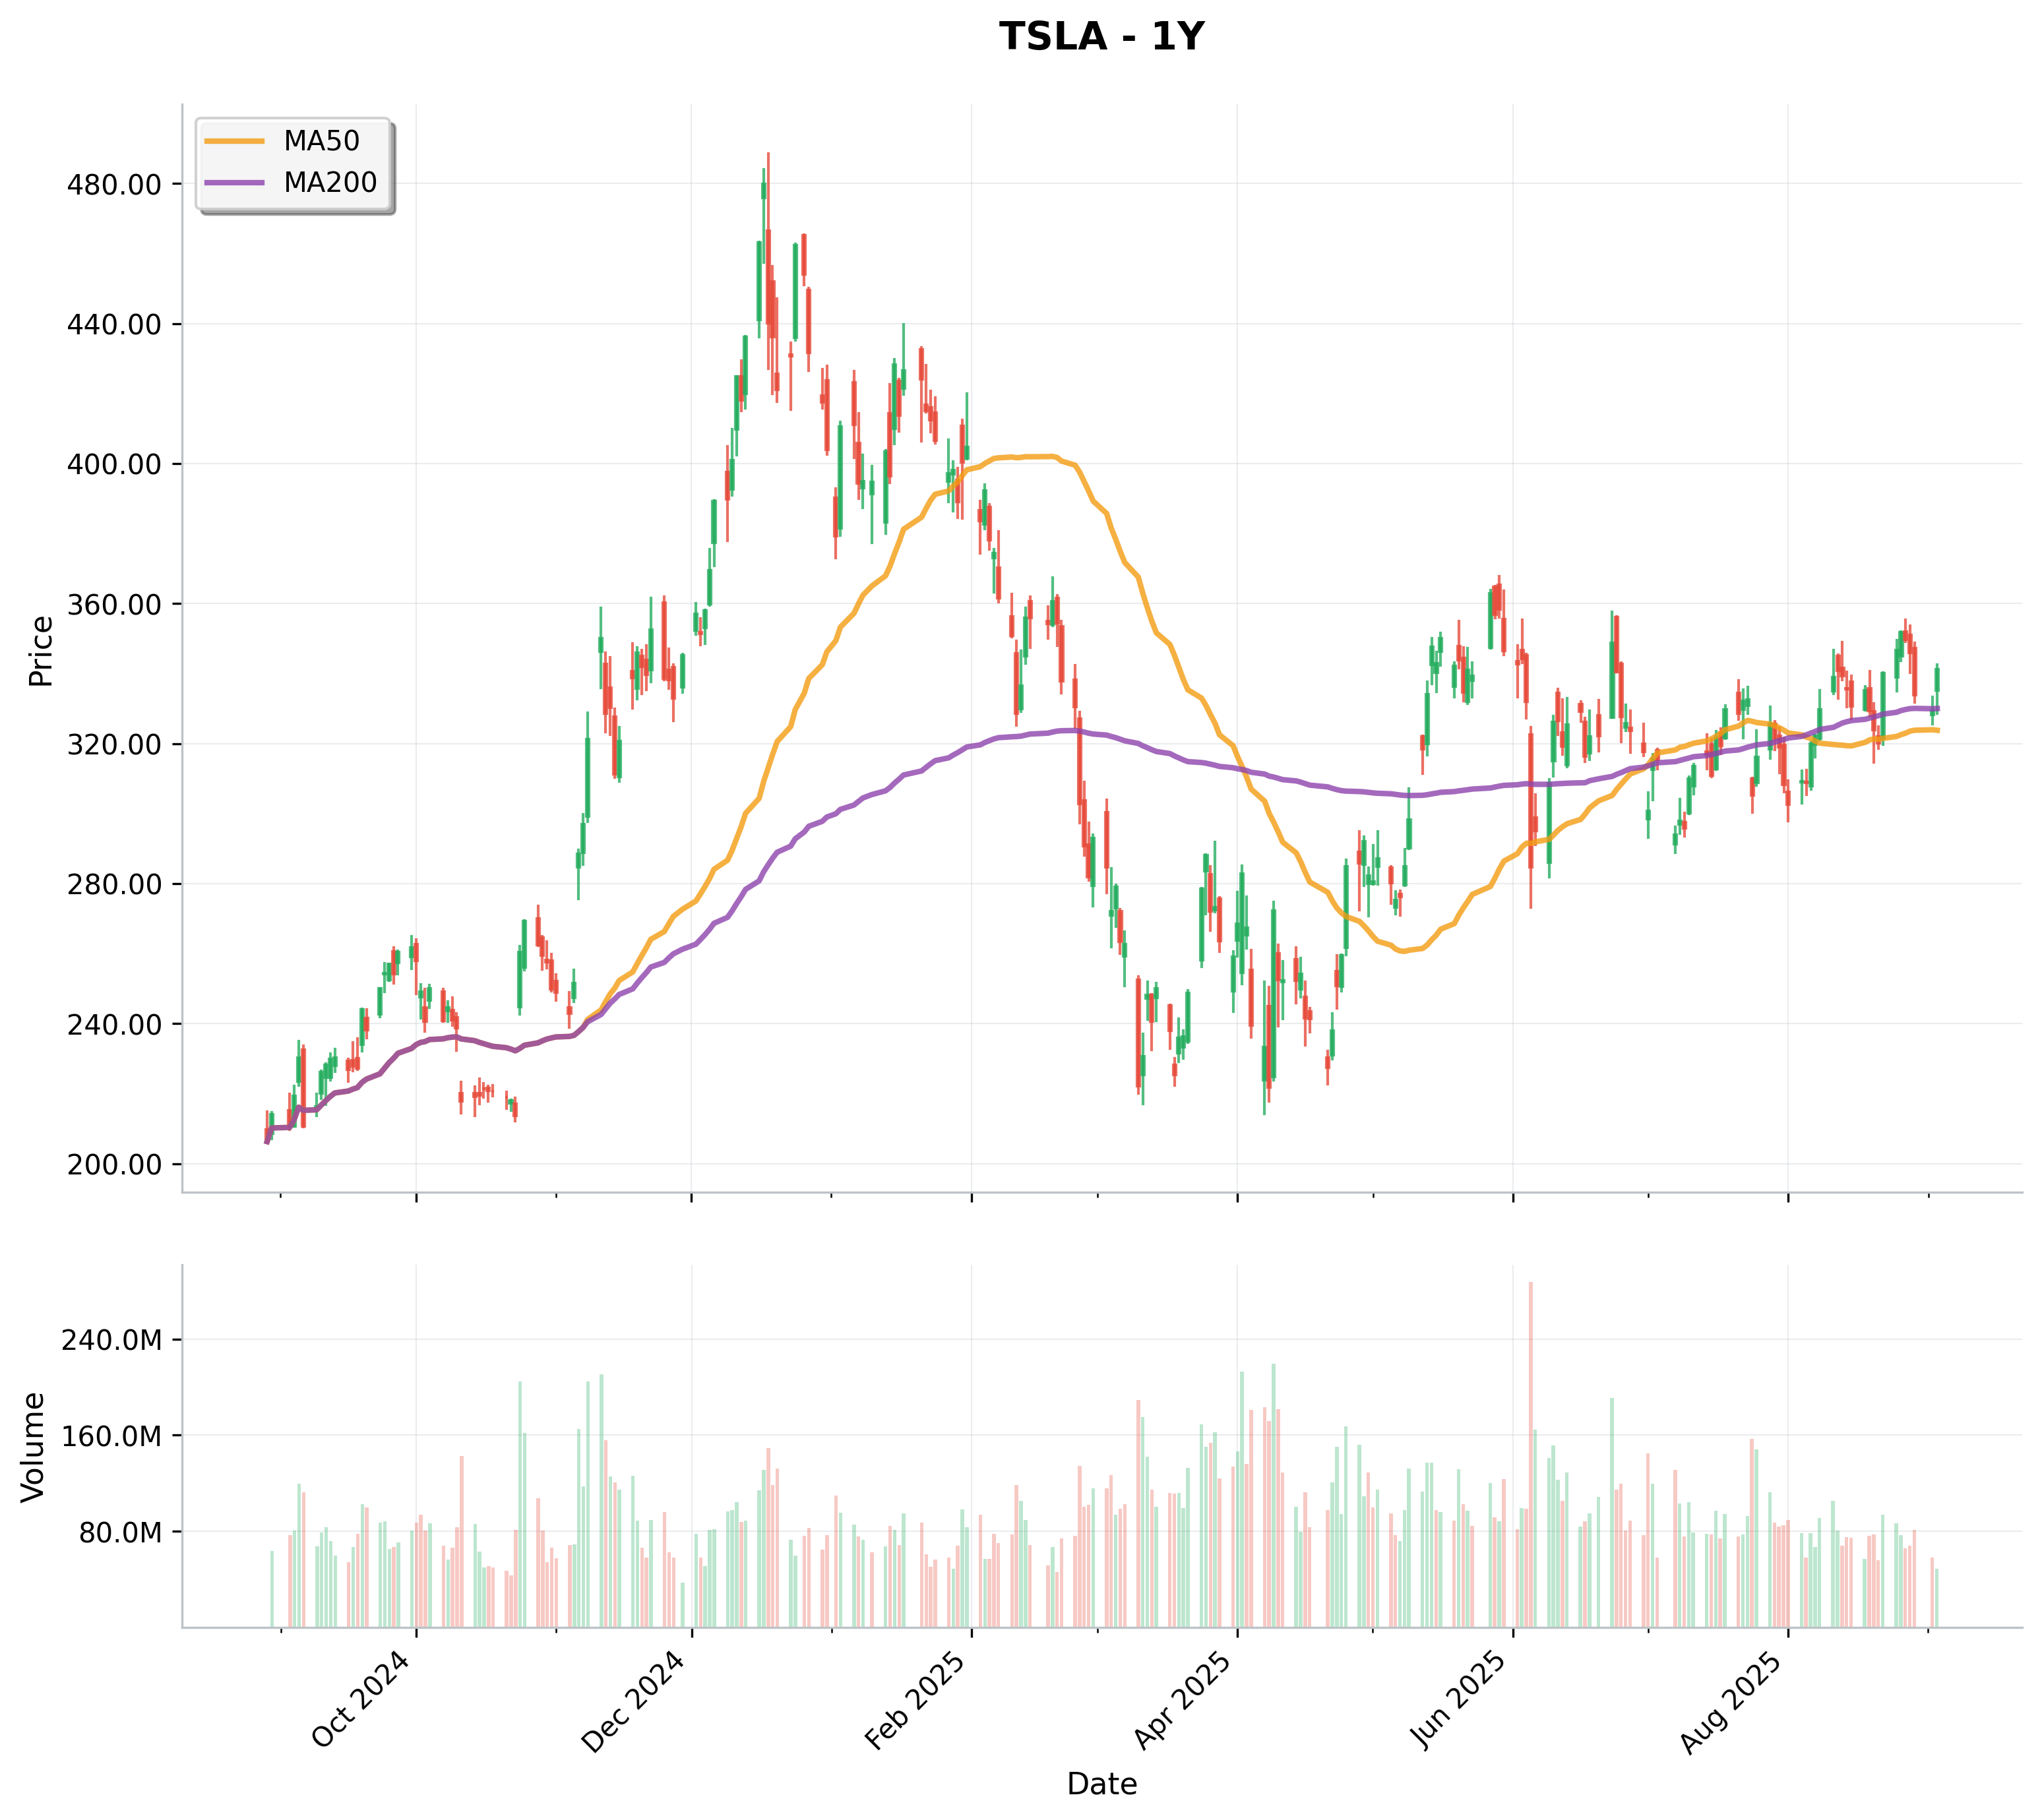 TSLA - 1Y
MA50
MA200
480.00
440.00
400.00
360.00
320.00
280.00
240.00
200.00
Price
240.0M
160.0M
80.0M
Volume
Oct 2024
Dec 2024
Feb 2025
Apr 2025
Jun 2025
Aug 2025
Date